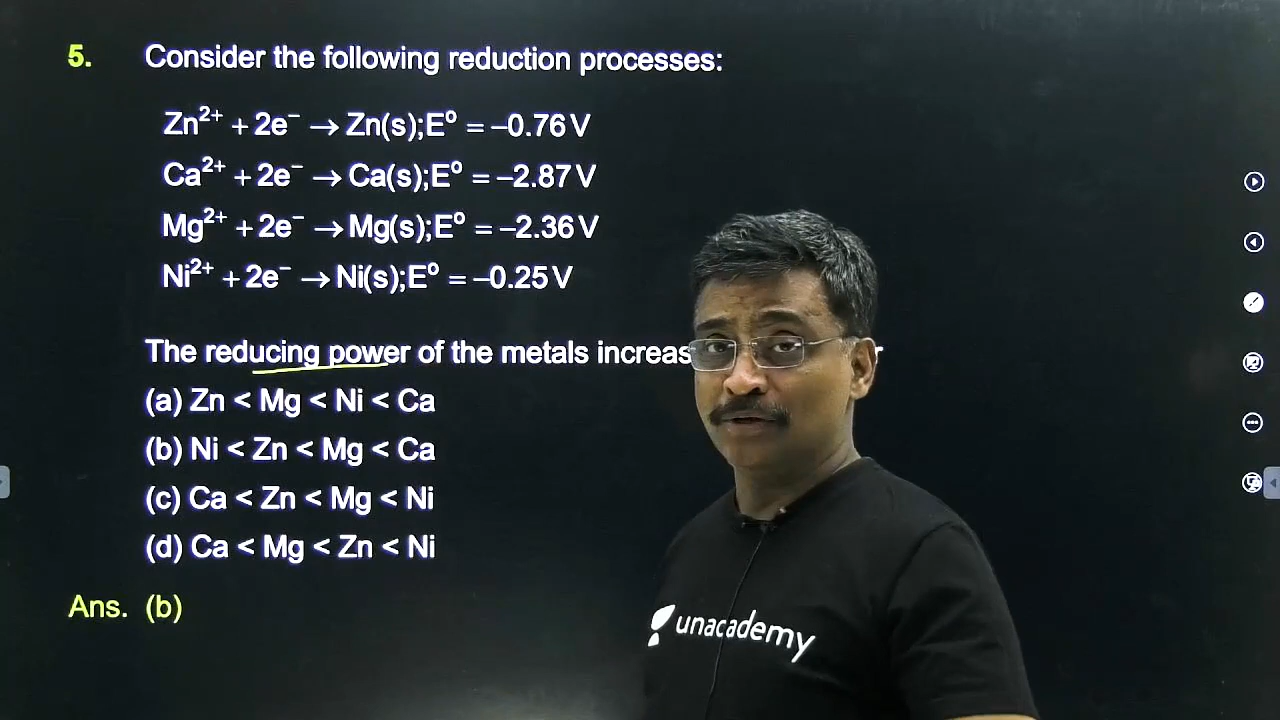 5. Consider the following reduction processes:
Zn²⁺ + 2e⁻ → Zn(s);E° = –0.76 V
Ca²⁺ + 2e⁻ → Ca(s);E° = –2.87 V
Mg²⁺ + 2e⁻ → Mg(s);E° = –2.36 V
Ni²⁺ + 2e⁻ → Ni(s);E° = –0.25 V
The reducing power of the metals
(a) Zn < Mg < Ni < Ca
(b) Ni < Zn < Mg < Ca
(c) Ca < Zn < Mg < Ni
(d) Ca < Mg < Zn < Ni
Ans. (b)
unacademy